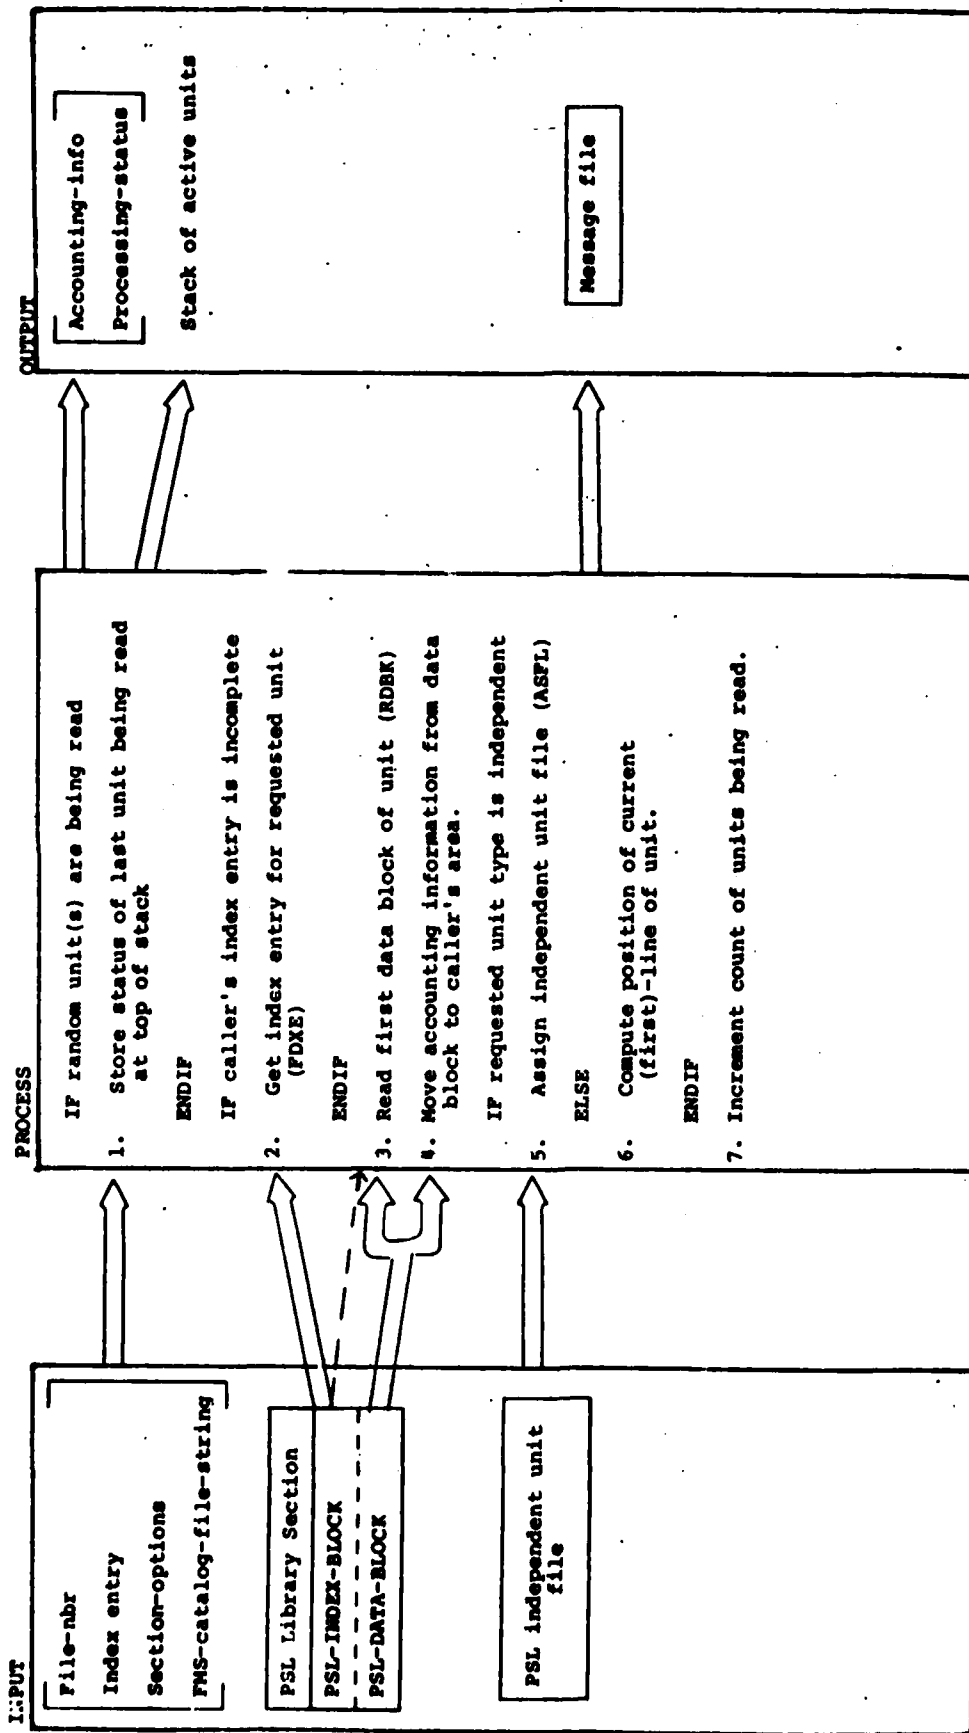 INPUT
File-nbr
Index entry
Section-options
FMS-catalog-file-string
PSL Library Section
PSL-INDEX-BLOCK
PSL-DATA-BLOCK
PSL independent unit
file
PROCESS
IF random unit(s) are being read
1. Store status of last unit being read
at top of stack
ENDIF
IF caller's index entry is incomplete
2. Get index entry for requested unit
(FDXE)
ENDIF
3. Read first data block of unit (RDBK)
4. Move accounting information from data
block to caller's area.
IF requested unit type is independent
5. Assign independent unit file (ASFL)
ELSE
6. Compute position of current
(first)-line of unit.
ENDIF
7. Increment count of units being read.
OUTPUT
Accounting-info
Processing-status
Stack of active units
Message file